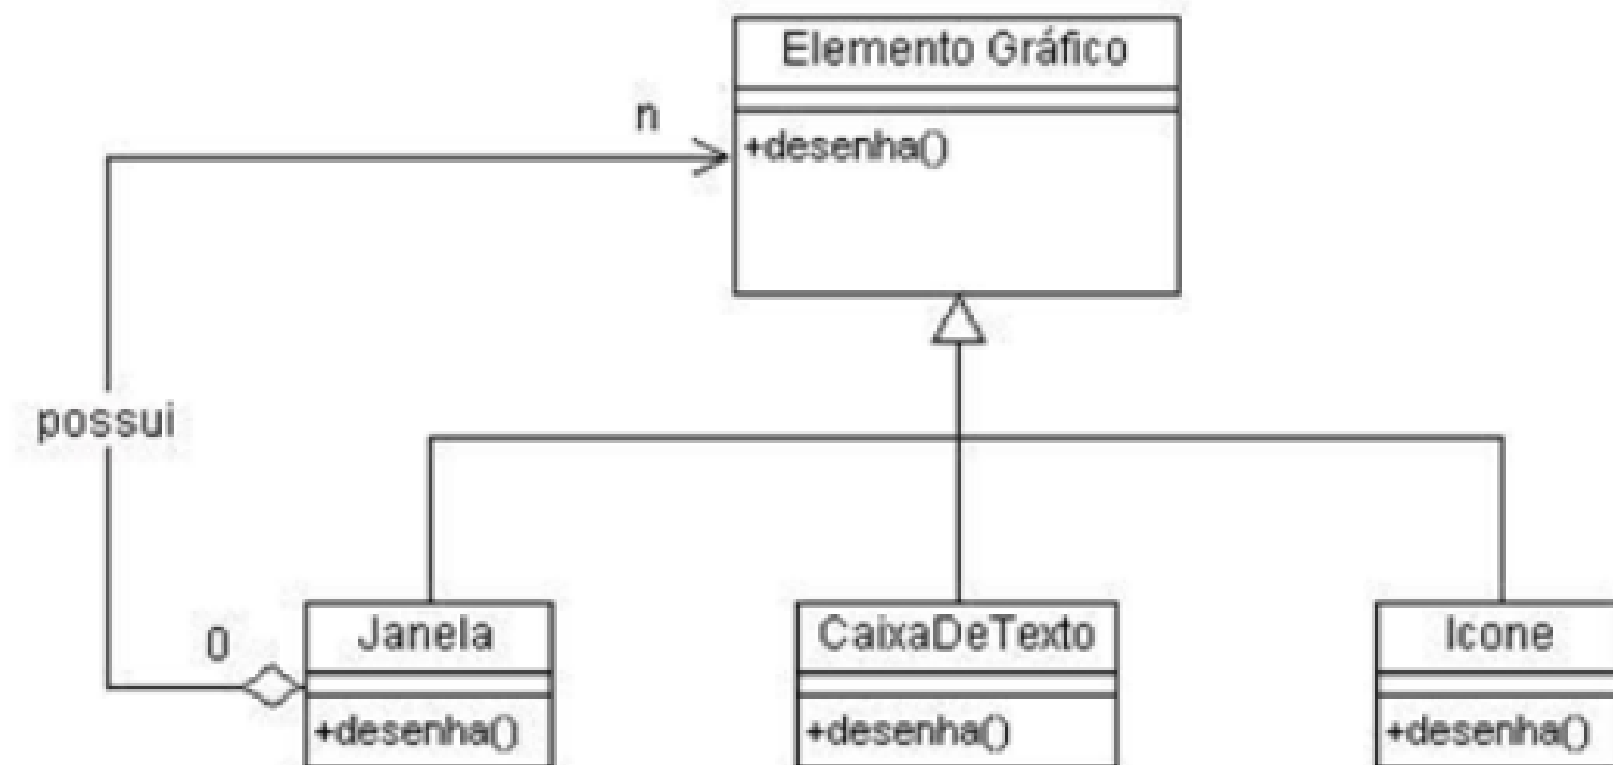 Elemento Gráfico
n
+desenha()
possui
0
Janela
+desenha()
CaixaDeTexto
+desenha()
Icone
+desenha()